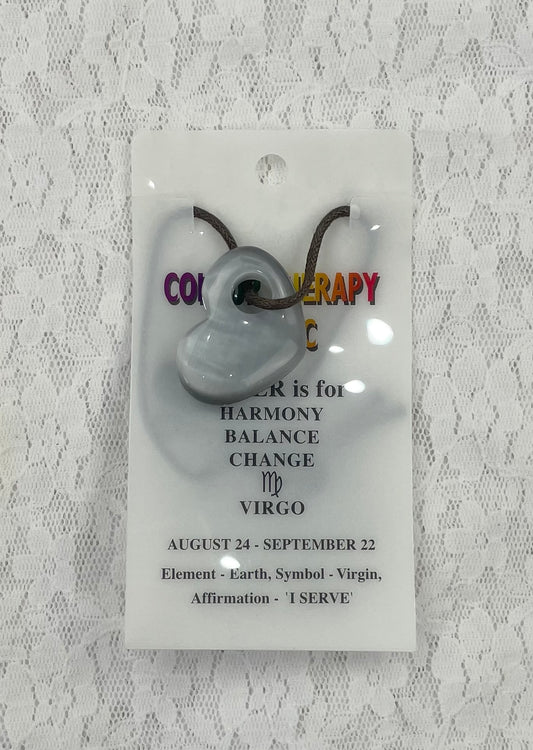 HARMONY
BALANCE
CHANGE
♍
VIRGO
AUGUST 24 - SEPTEMBER 22
Element - Earth, Symbol - Virgin,
Affirmation - 'I SERVE'
is for